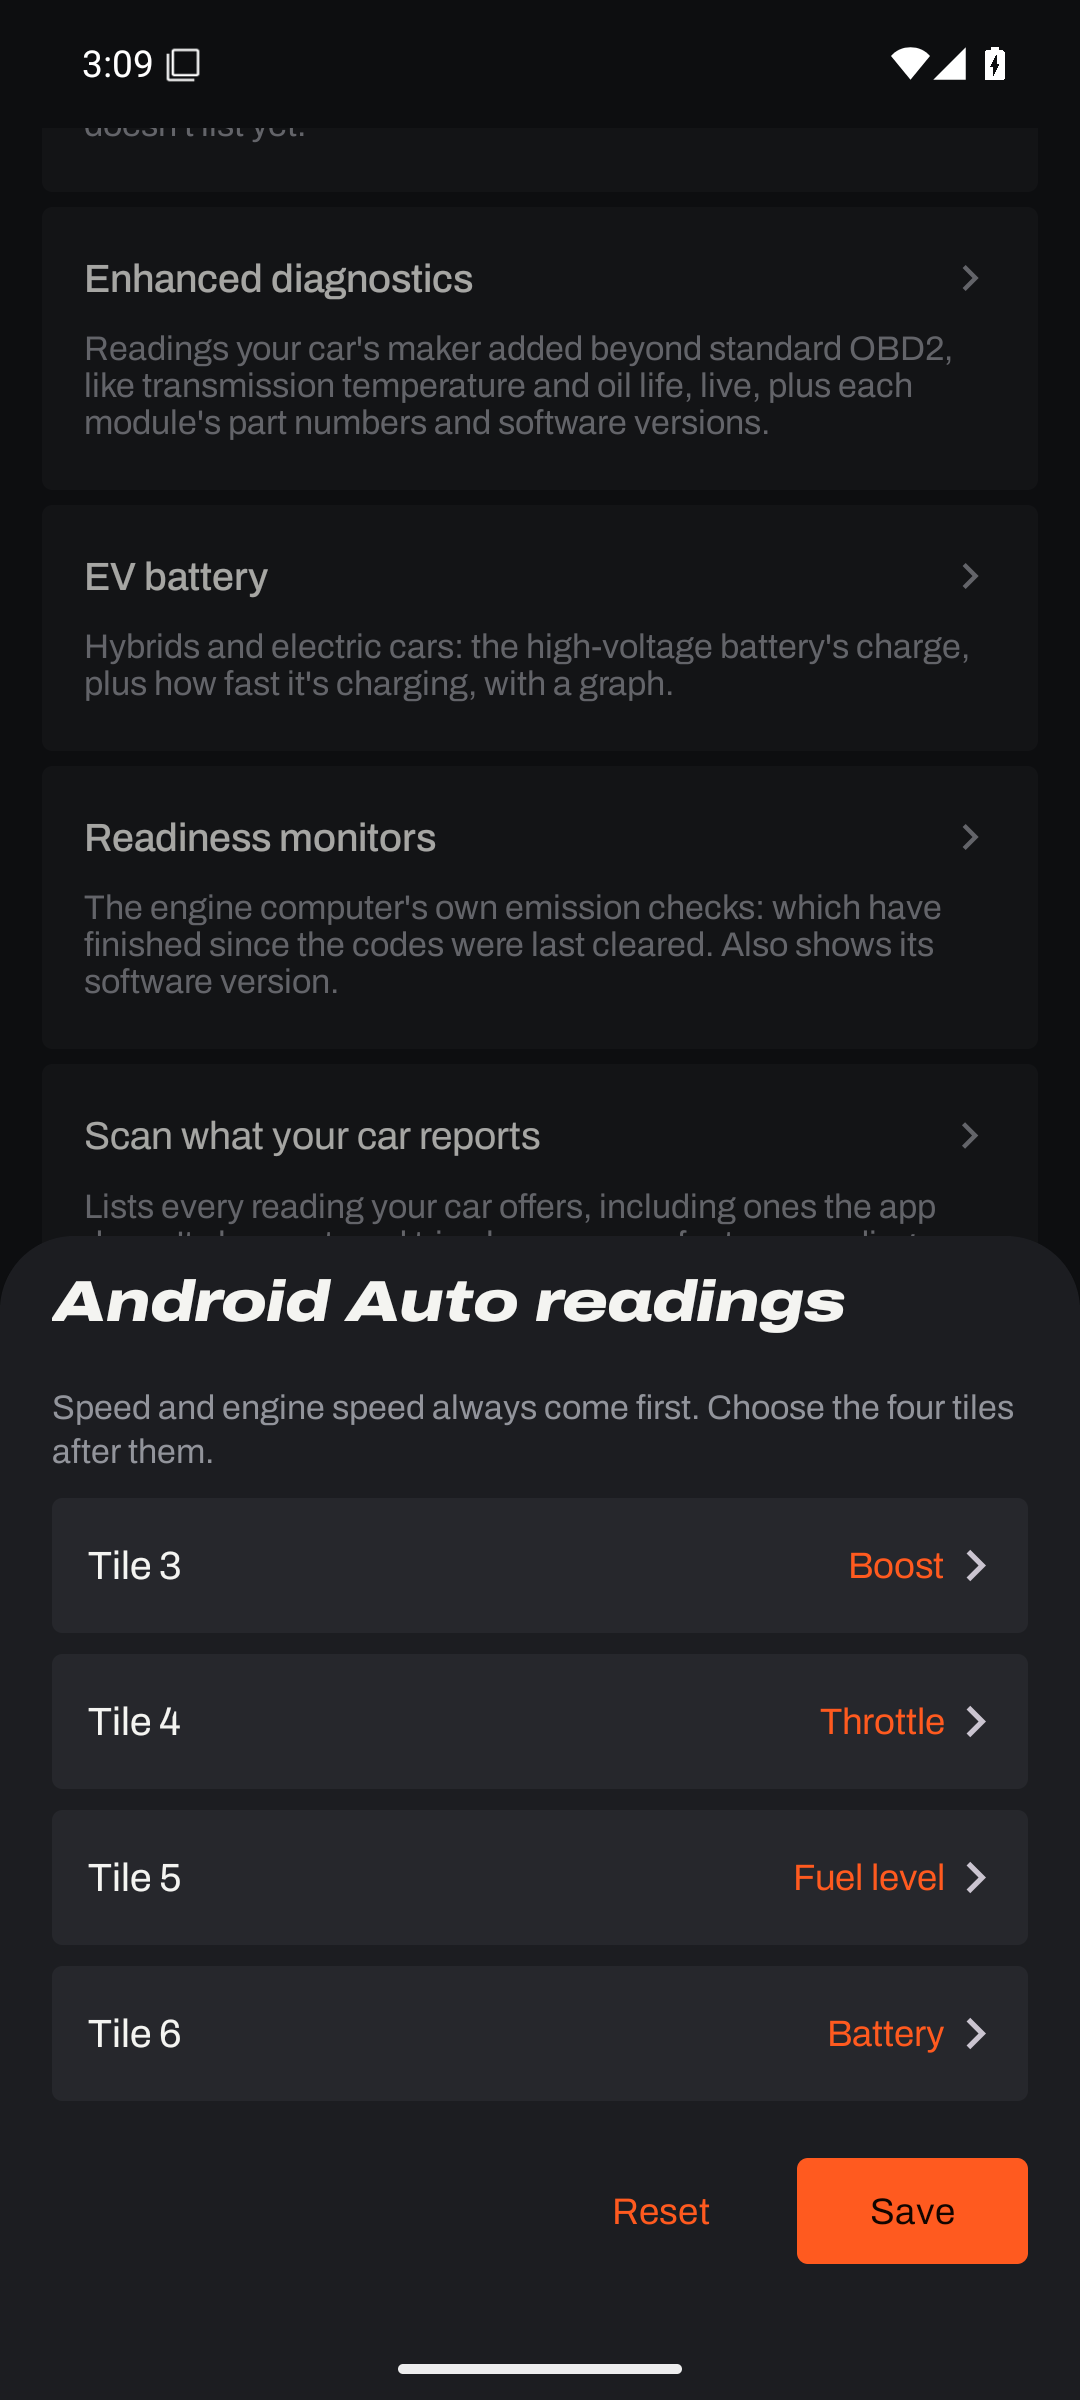 3:09
doesn't list yet.
Enhanced diagnostics
Readings your car's maker added beyond standard OBD2,
like transmission temperature and oil life, live, plus each
module's part numbers and software versions.
EV battery
Hybrids and electric cars: the high-voltage battery's charge,
plus how fast it's charging, with a graph.
Readiness monitors
The engine computer's own emission checks: which have
finished since the codes were last cleared. Also shows its
software version.
Scan what your car reports
Lists every reading your car offers, including ones the app
Android Auto readings
Speed and engine speed always come first. Choose the four tiles
after them.
Tile 3 Boost
Tile 4 Throttle
Tile 5 Fuel level
Tile 6 Battery
Reset Save